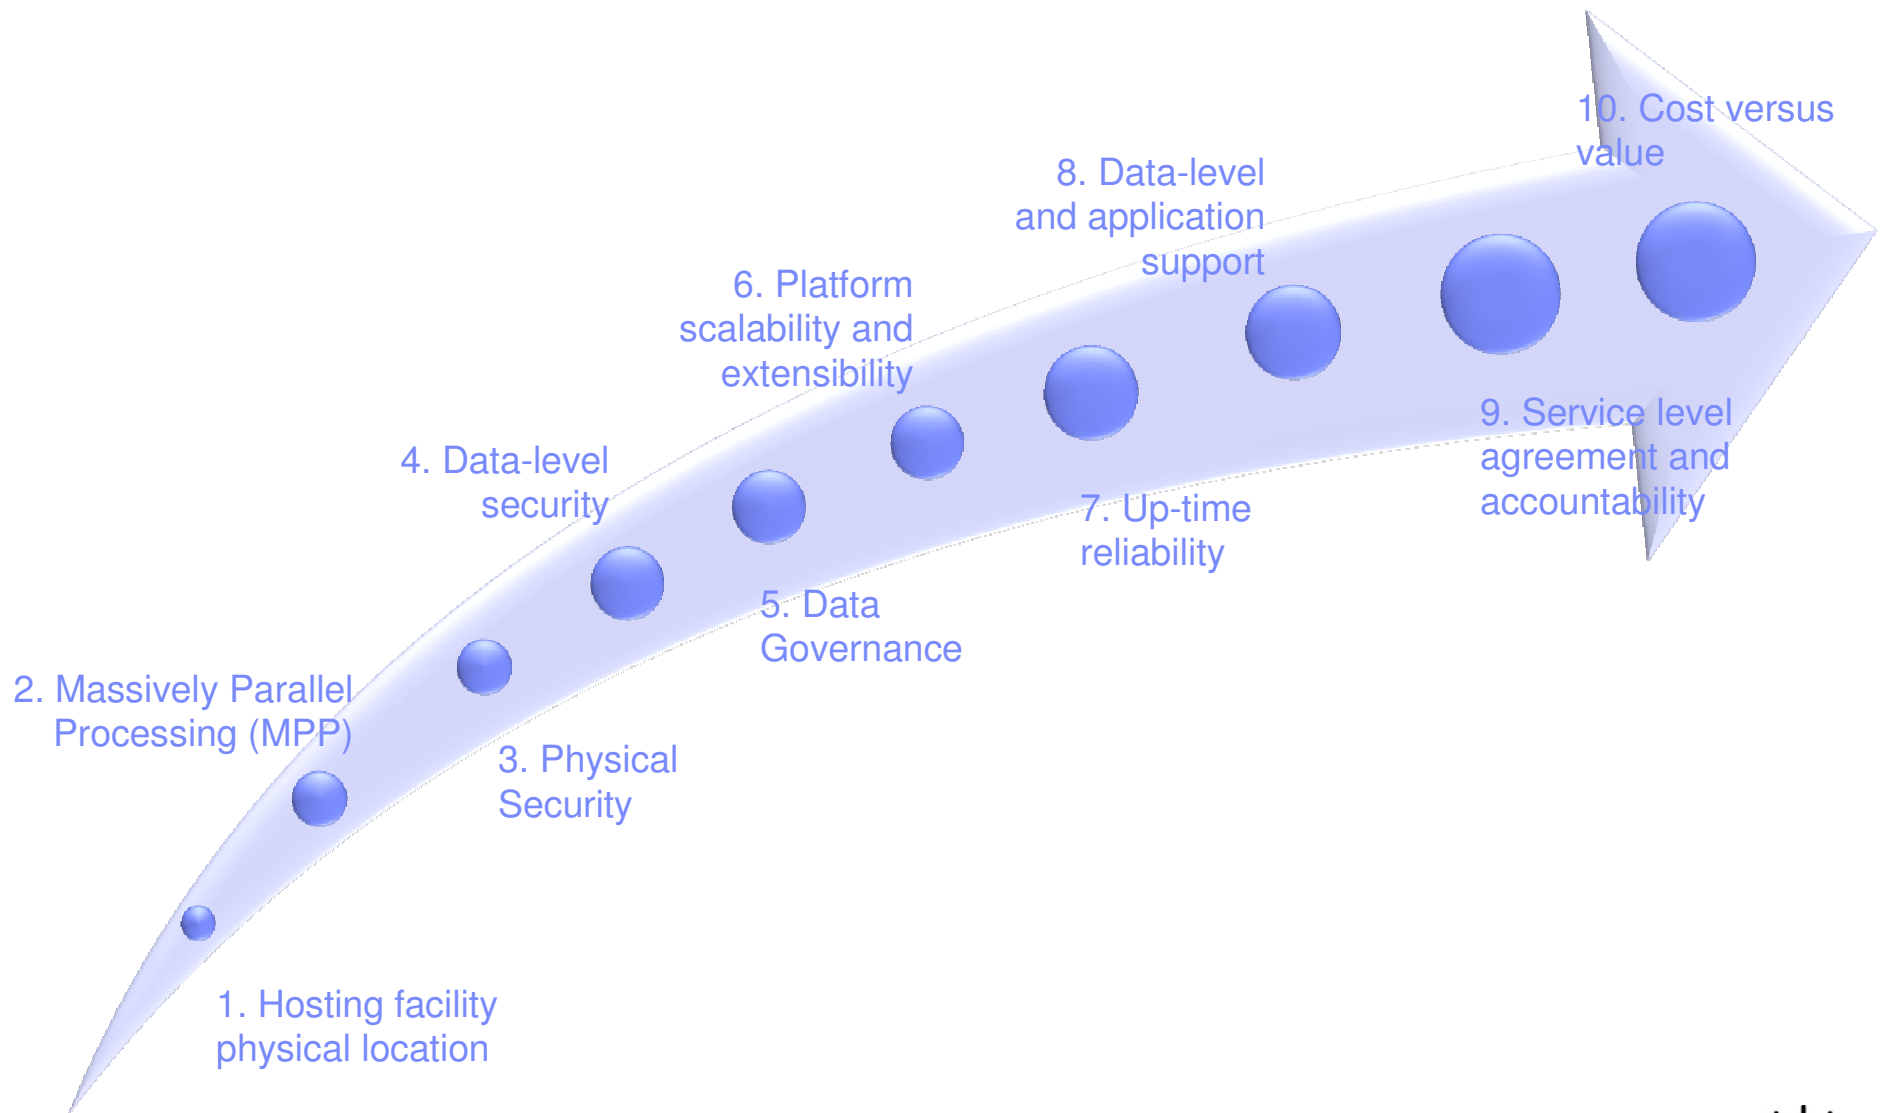 10. Cost versus
value
8. Data-level
and application
support
6. Platform
scalability and
extensibility
9. Service level
agreement and
accountability
4. Data-level
security
7. Up-time
reliability
5. Data
Governance
2. Massively Parallel
Processing (MPP)
3. Physical
Security
1. Hosting facility
physical location